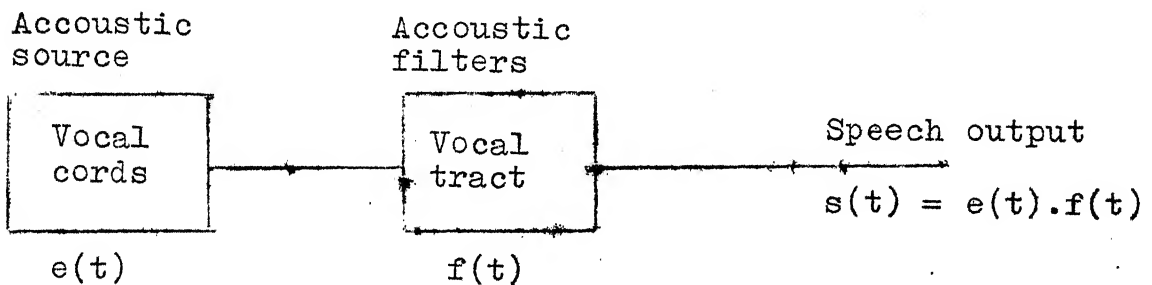 Accoustic
source
Accoustic
filters
Vocal
cords
Vocal
tract
Speech output
s(t) = e(t).f(t)
e(t)
f(t)